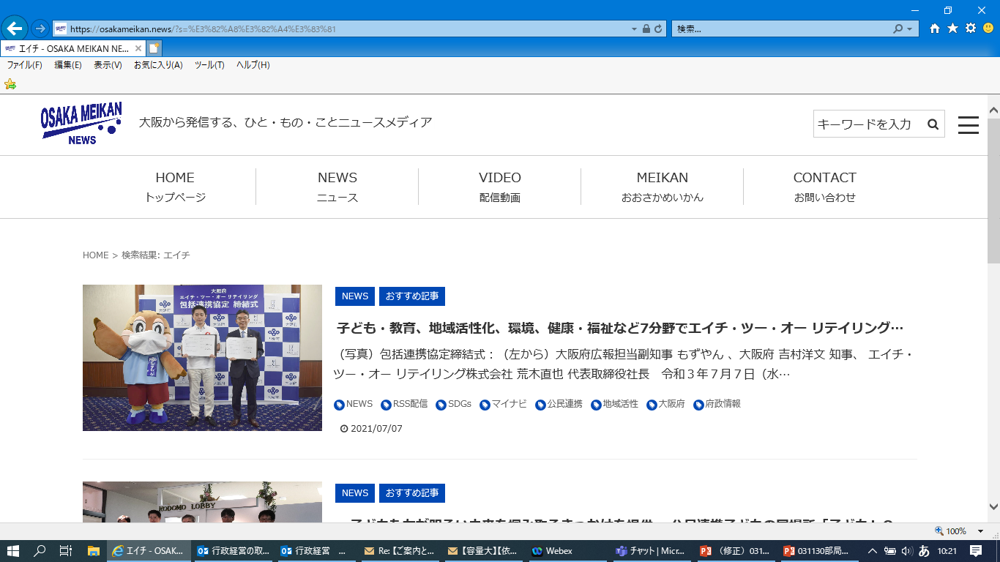 https://osakameikan.news/?s=%E3%82%A8%E3%82%A4%E3%83%81
検索...
エイチ - OSAKA MEIKAN NE...
ファイル(F) 編集(E) 表示(V) お気に入り(A) ツール(T) ヘルプ(H)
OSAKA MEIKAN
NEWS
大阪から発信する、ひと・もの・ことニュースメディア
キーワードを入力
HOME NEWS VIDEO MEIKAN CONTACT
トップページ ニュース 配信動画 おおさかめいかん お問い合わせ
HOME > 検索結果: エイチ
大阪府
エイチ・ツー・オー リテイリング
包括連携協定 締結式
NEWS おすすめ記事
子ども・教育、地域活性化、環境、健康・福祉など7分野でエイチ・ツー・オー リテイリング…
（写真）包括連携協定締結式：（左から）大阪府広報担当副知事 もずやん 、大阪府 吉村洋文 知事、 エイチ・
ツー・オー リテイリング株式会社 荒木直也 代表取締役社長　令和３年７月７日（水…
NEWS RSS配信 SDGs マイナビ 公民連携 地域活性 大阪府 府政情報
2021/07/07
KODOMO LOBBY
NEWS おすすめ記事
100%
エイチ - OSAK... 行政経営の取... 行政経営 ... Re:【ご案内と... 【容量大】【依... Webex チャット | Micr... （修正）031... 031130部局... あ 10:21